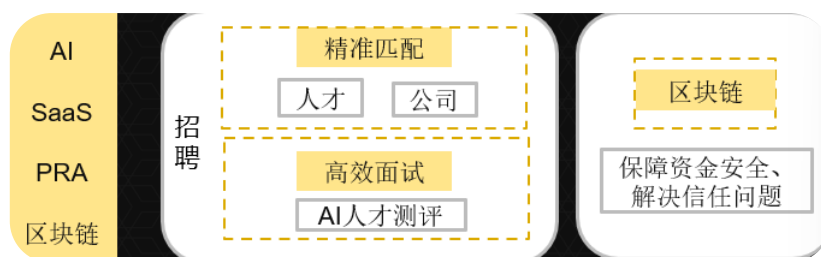 AI
SaaS
PRA
区块链
招聘
精准匹配
人才 公司
高效面试
AI人才测评
区块链
保障资金安全、
解决信任问题